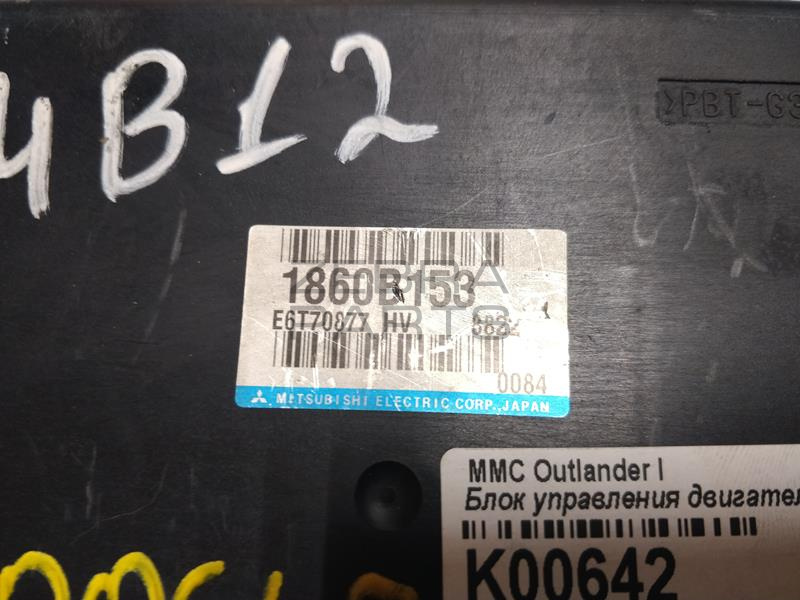 4B12
>PBT-G3
1860B153
E6T70877 HV
0084
MITSUBISHI ELECTRIC CORP., JAPAN
MMC Outlander I
Блок управления двигател
K00642